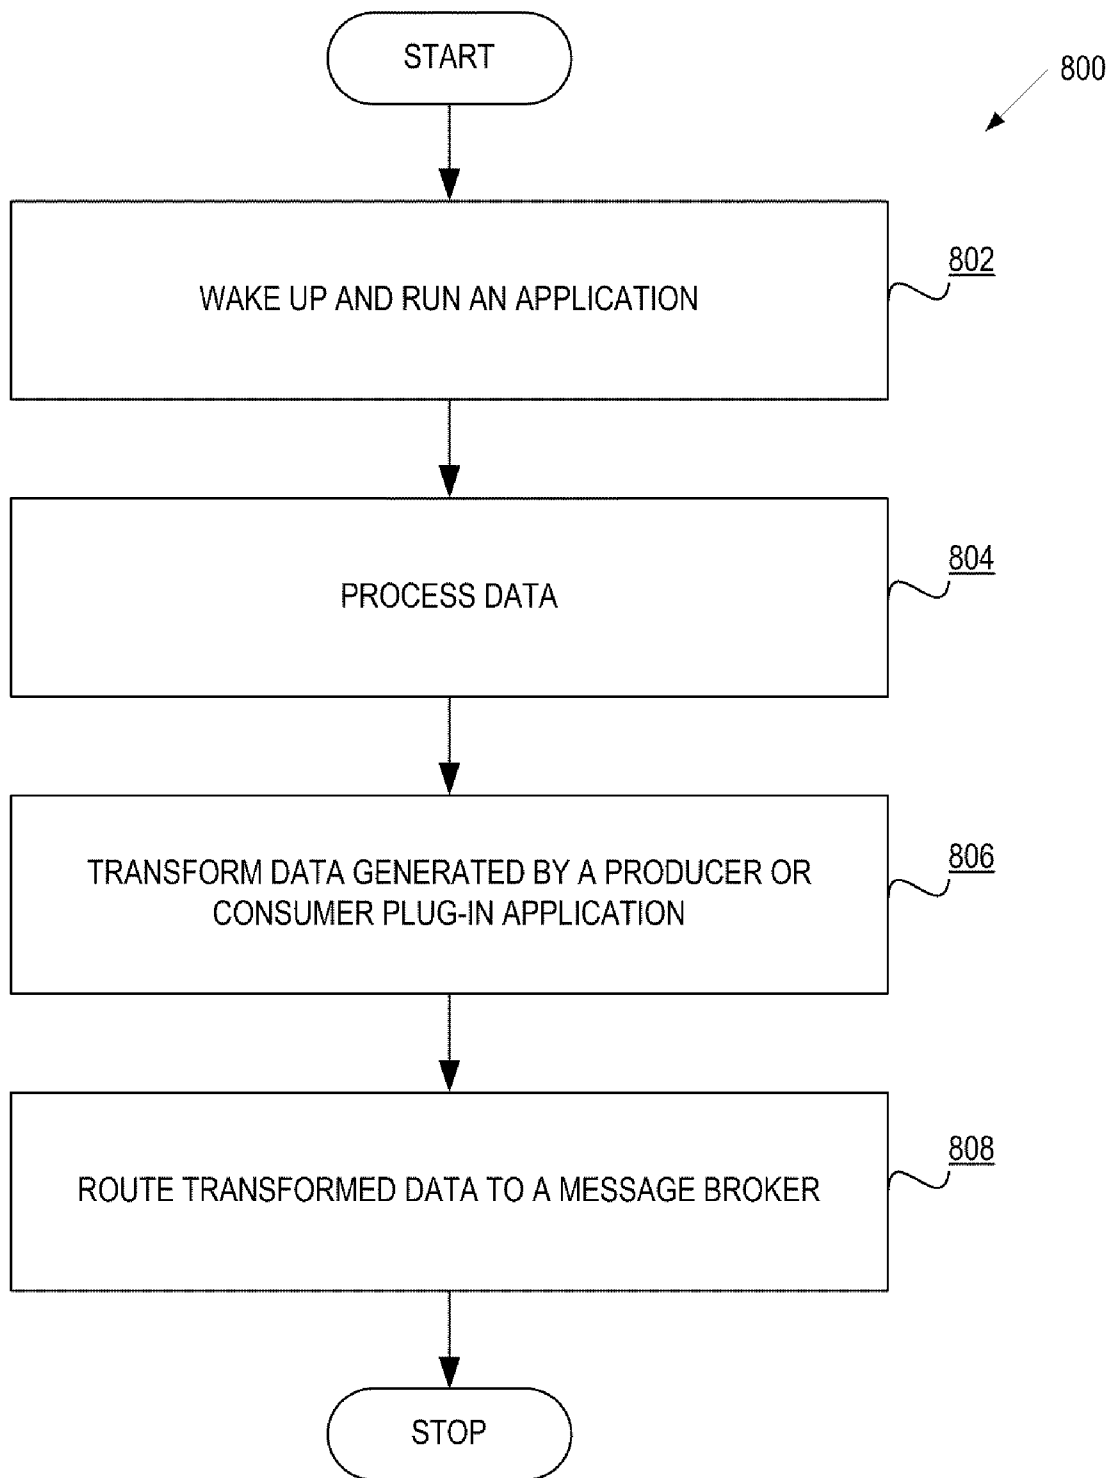 START
800
WAKE UP AND RUN AN APPLICATION
802
PROCESS DATA
804
TRANSFORM DATA GENERATED BY A PRODUCER OR
CONSUMER PLUG-IN APPLICATION
806
ROUTE TRANSFORMED DATA TO A MESSAGE BROKER
808
STOP